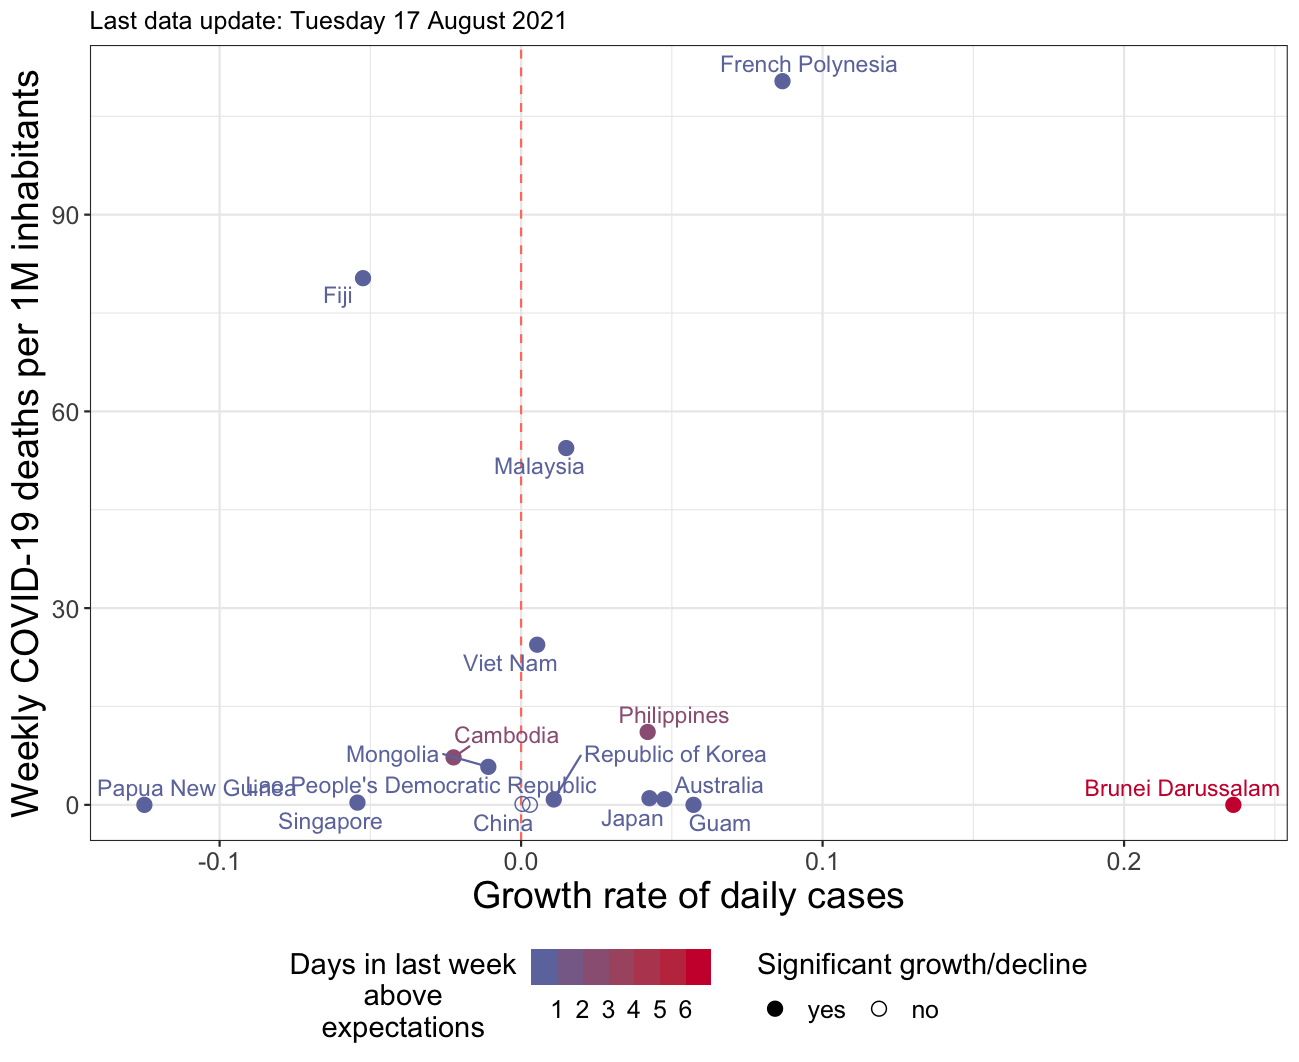 Last data update: Tuesday 17 August 2021
Weekly COVID-19 deaths per 1M inhabitants
French Polynesia
90
Fiji
60
Malaysia
30
Viet Nam
Philippines
Cambodia
Mongolia
Republic of Korea
Lao People's Democratic Republic
Australia
Papua New Guinea
Brunei Darussalam
0
Singapore
China
Japan
Guam
-0.1 0.0 0.1 0.2
Growth rate of daily cases
Days in last week
above
expectations
1 2 3 4 5 6
Significant growth/decline
yes no